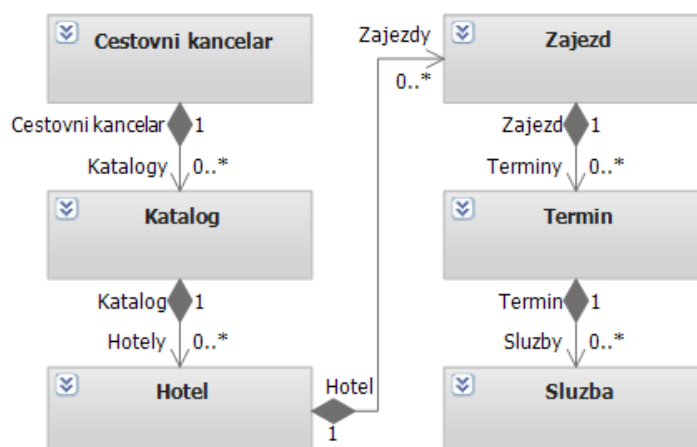 Cestovni kancelar
Cestovni kancelar 1
Katalogy 0..*
Katalog
Katalog 1
Hotely 0..*
Hotel
Hotel
1
Zajezdy
0..*
Zajezd
Zajezd 1
Terminy 0..*
Termin
Termin 1
Sluzby 0..*
Sluzba